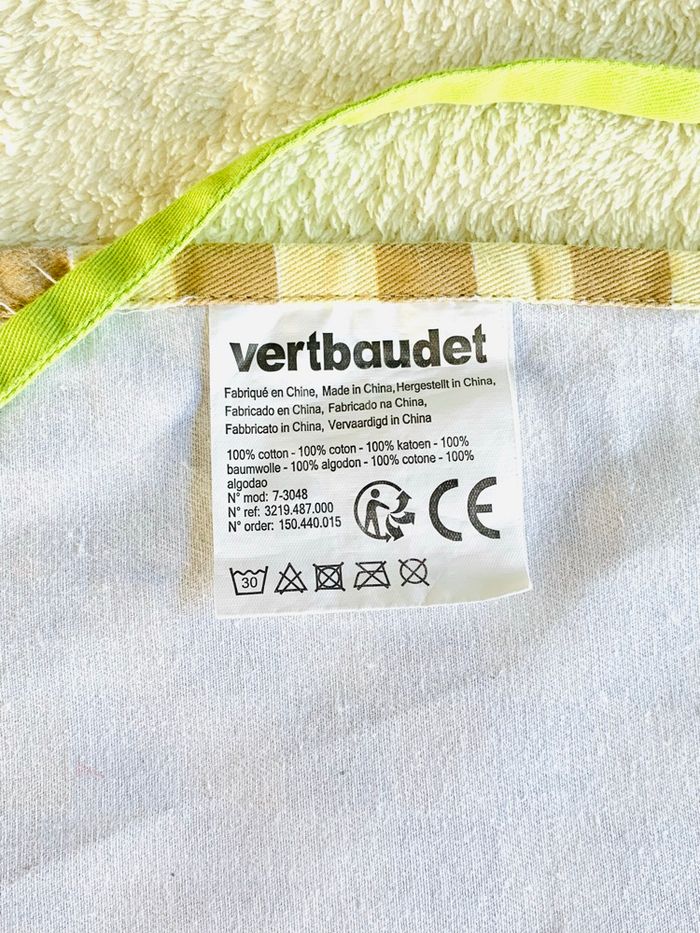 vertbaudet
Fabriqué en Chine, Made in China, Hergestellt in China,
Fabricado en China, Fabricado na China,
Fabbricato in China, Vervaardigd in China
100% cotton - 100% coton - 100% katoen - 100%
baumwolle - 100% algodon - 100% cotone - 100%
algodao
N° mod: 7-3048
N° ref: 3219.487.000
N° order: 150.440.015
CE
30